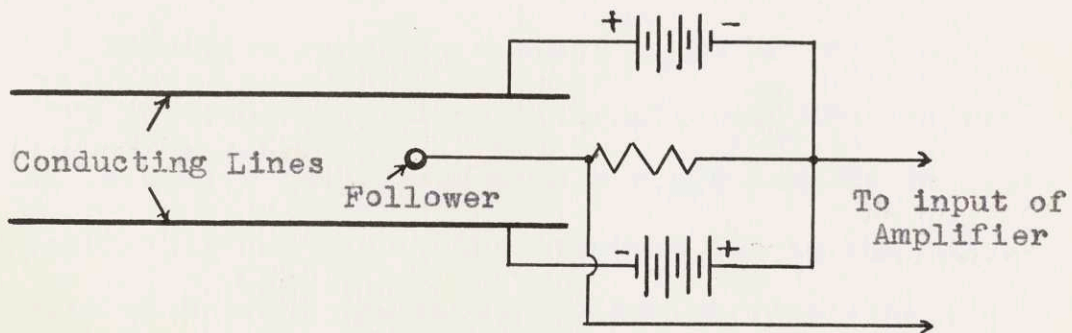 + -
Conducting Lines
Follower
To input of
Amplifier
- +